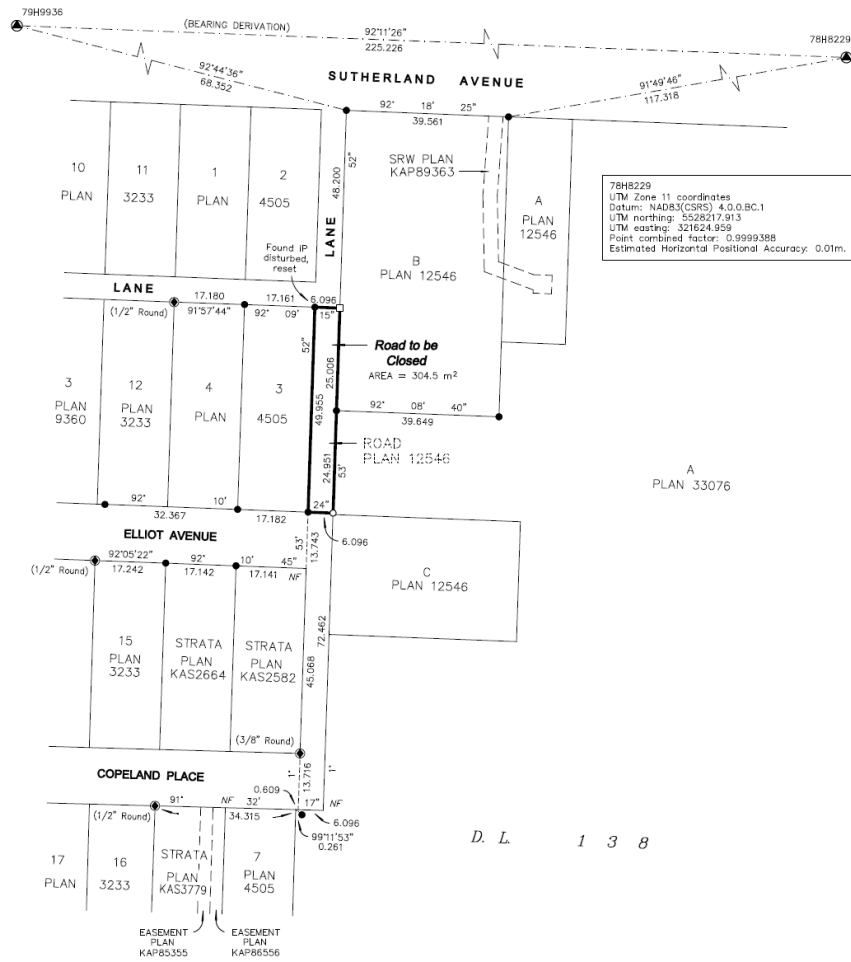 79H9936
(BEARING DERIVATION)
92°11'26"
225.226
78H8229
92°44'36"
68.352
SUTHERLAND AVENUE
91°49'46"
117.318
92° 18' 25"
39.561
10
PLAN
11
3233
1
PLAN
2
4505
52"
48.200
LANE
SRW PLAN
KAP89363
A
PLAN
12546
78H8229
UTM Zone 11 coordinates
Datum: NAD83(CSRS) 4.0.0.BC.1
UTM northing: 5528217.913
UTM easting: 321624.959
Point combined factor: 0.9999388
Estimated Horizontal Positional Accuracy: 0.01m.
Found IP
disturbed,
reset
B
PLAN 12546
LANE
17.180
17.161
6.096
(1/2" Round)
91°57'44"
92° 09' 15"
52"
Road to be
Closed
AREA = 304.5 m²
25.006
49.955
3
PLAN
9360
12
PLAN
3233
4
PLAN
3
4505
92° 08' 40"
39.649
ROAD
PLAN 12546
24.951
53'
A
PLAN 33076
92° 10' 24"
32.367
17.182
6.096
ELLIOT AVENUE
53'
13.743
(1/2" Round)
92°05'22"
17.242
92° 10' 45"
17.142
17.141
NF
C
PLAN 12546
72.462
15
PLAN
3233
STRATA
PLAN
KAS2664
STRATA
PLAN
KAS2582
45.068
(3/8" Round)
COPELAND PLACE
1°
13.716
1°
0.609
91° 32' 17"
NF
NF
(1/2" Round)
34.315
6.096
99°11'53"
0.261
D. L. 1 3 8
17
PLAN
16
3233
STRATA
PLAN
KAS3779
7
PLAN
4505
EASEMENT
PLAN
KAP85355
EASEMENT
PLAN
KAP86556